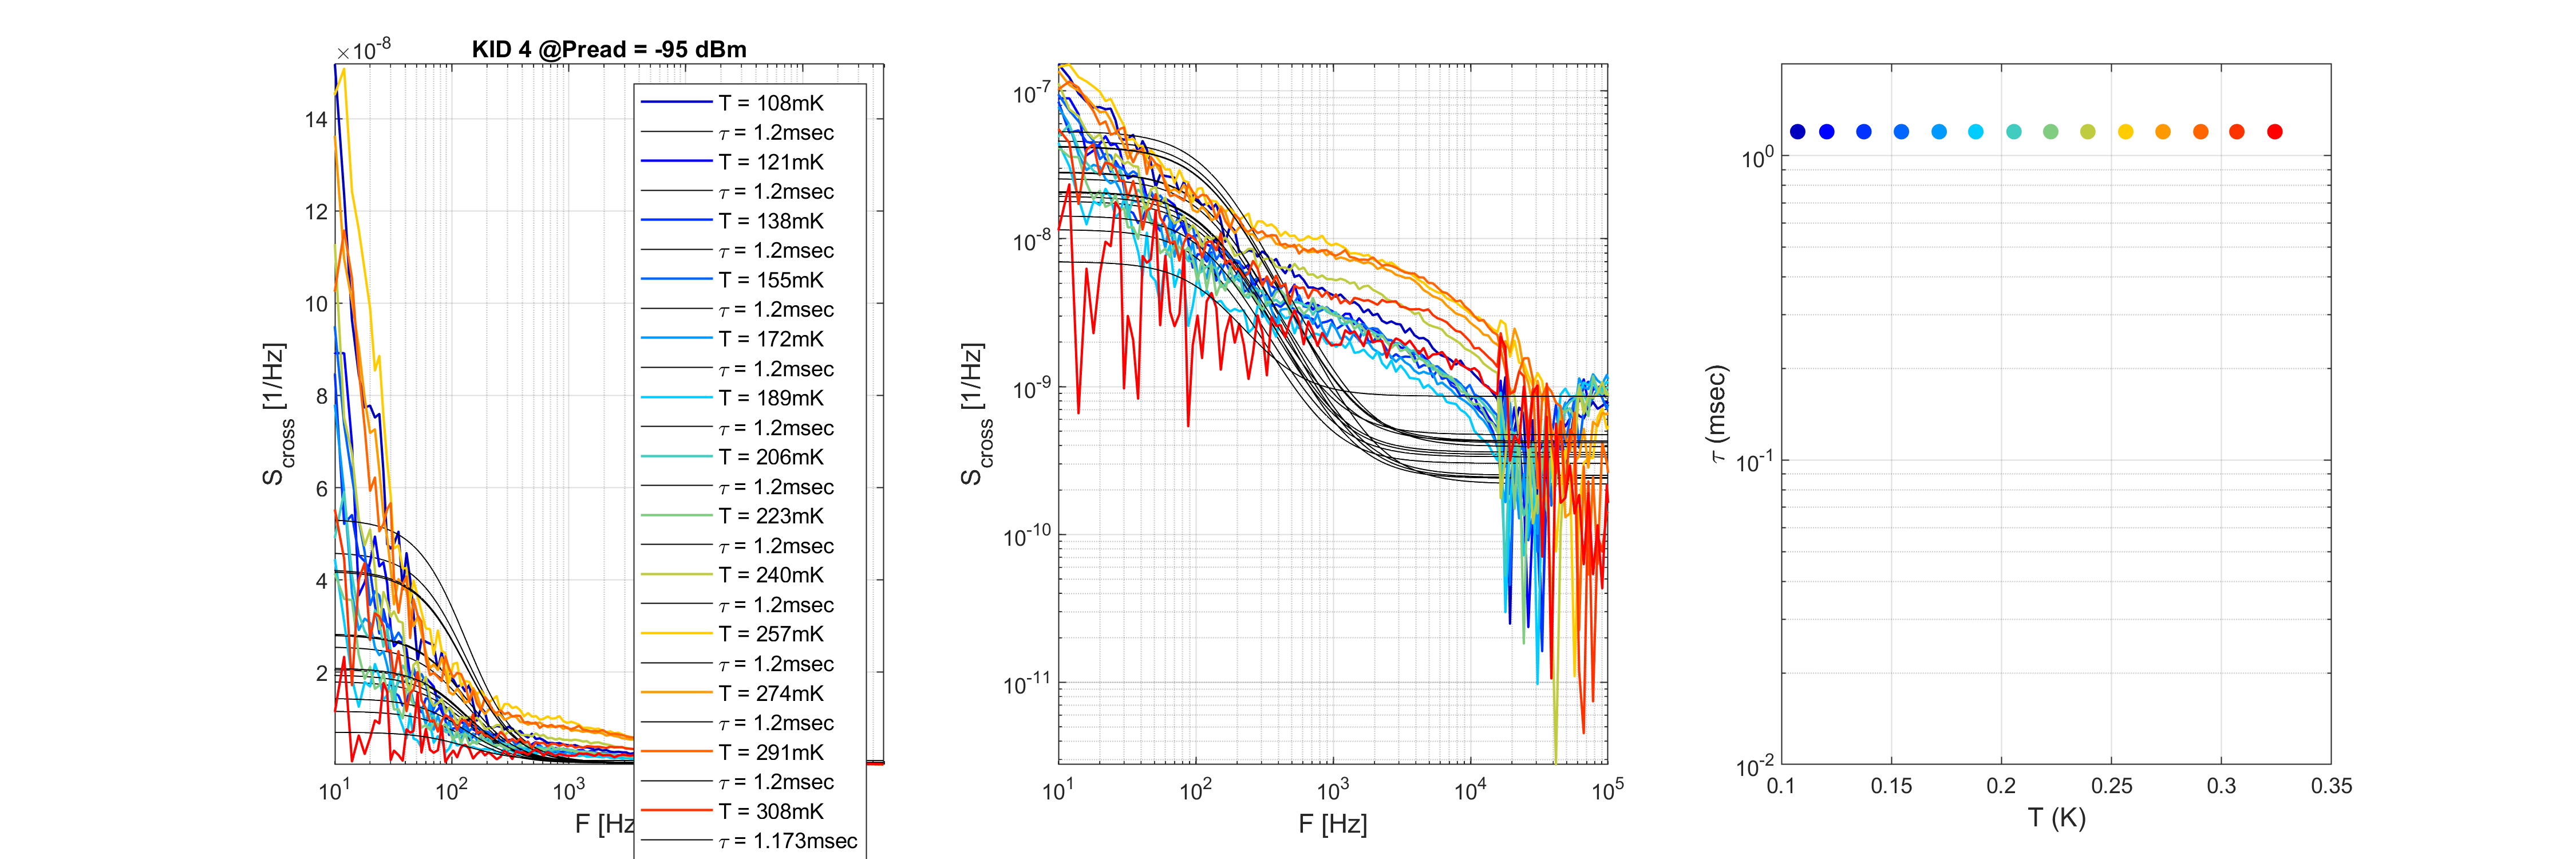 ×10-8
KID 4 @Pread = -95 dBm
14
12
10
8
6
4
2
Scross [1/Hz]
101
102
103
F [Hz
T = 108mK
τ = 1.2msec
T = 121mK
τ = 1.2msec
T = 138mK
τ = 1.2msec
T = 155mK
τ = 1.2msec
T = 172mK
τ = 1.2msec
T = 189mK
τ = 1.2msec
T = 206mK
τ = 1.2msec
T = 223mK
τ = 1.2msec
T = 240mK
τ = 1.2msec
T = 257mK
τ = 1.2msec
T = 274mK
τ = 1.2msec
T = 291mK
τ = 1.2msec
T = 308mK
τ = 1.173msec
10-7
10-8
10-9
10-10
10-11
Scross [1/Hz]
101
102
103
104
105
F [Hz]
100
10-1
10-2
τ (msec)
0.1
0.15
0.2
0.25
0.3
0.35
T (K)